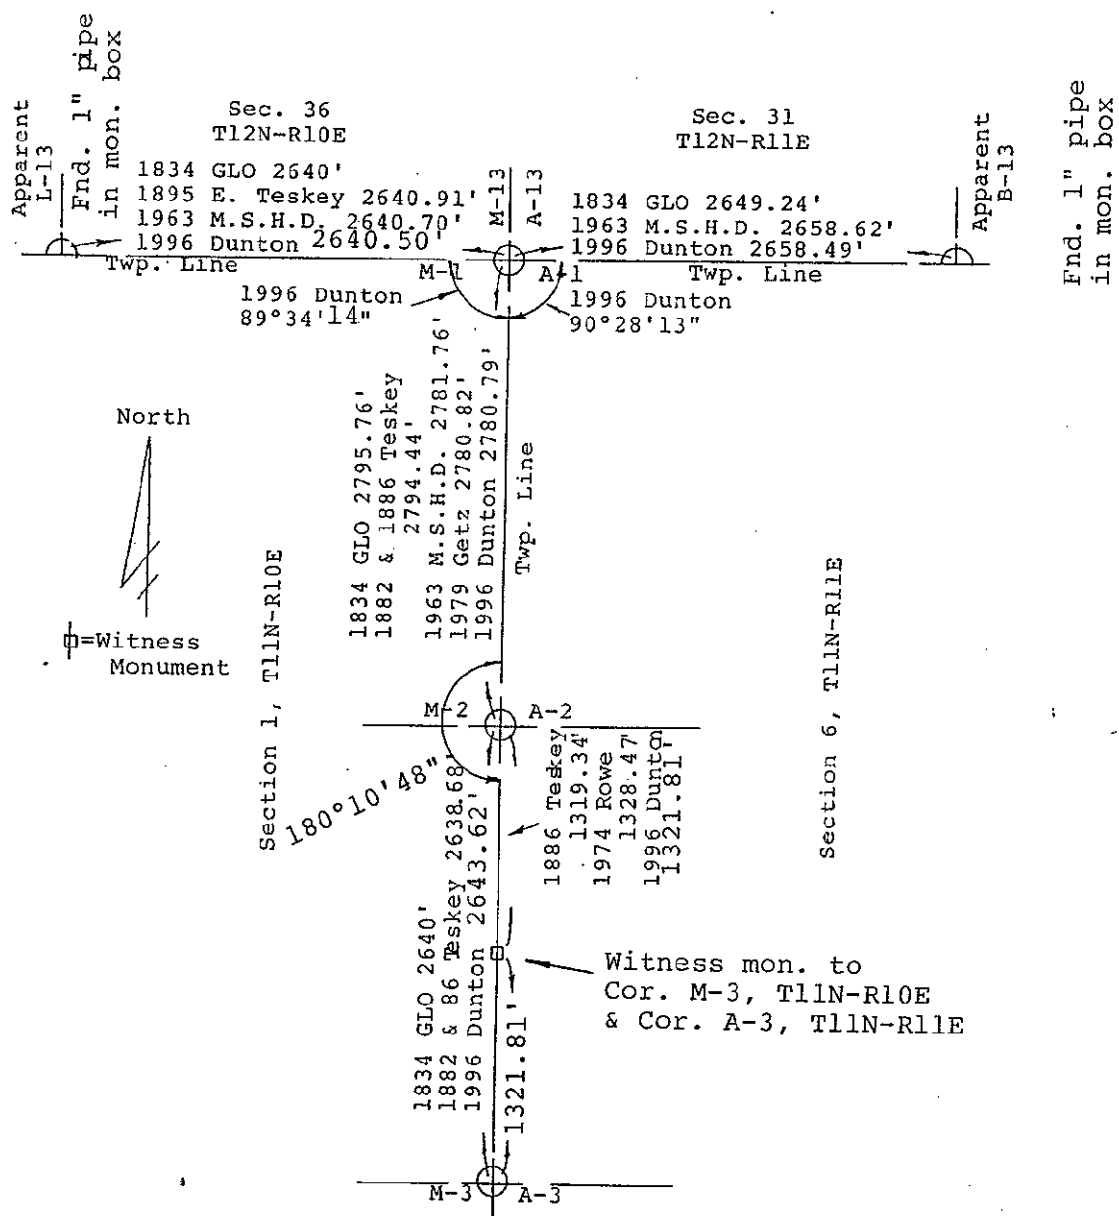 Apparent
L-13
Fnd. 1" pipe
in mon. box
Sec. 36
T12N-R10E
1834 GLO 2640'
1895 E. Teskey 2640.91'
1963 M.S.H.D. 2640.70'
1996 Dunton 2640.50'
Twp. Line
M-13
A-13
Sec. 31
T12N-R11E
1834 GLO 2649.24'
1963 M.S.H.D. 2658.62'
1996 Dunton 2658.49'
Twp. Line
Apparent
B-13
Fnd. 1" pipe
in mon. box
M-1
A-1
1996 Dunton
89°34'14"
1996 Dunton
90°28'13"
North
⌽=Witness
Monument
1834 GLO 2795.76'
1882 & 1886 Teskey
2794.44'
1963 M.S.H.D. 2781.76'
1979 Getz 2780.82'
1996 Dunton 2780.79'
Twp. Line
Section 1, T11N-R10E
Section 6, T11N-R11E
M-2
A-2
180°10'48"
1886 Teskey
1319.34'
1974 Rowe
1328.47'
1996 Dunton
1321.81'
1834 GLO 2640'
1882 & 86 Teskey 2638.68'
1996 Dunton 2643.62'
1321.81'
Witness mon. to
Cor. M-3, T11N-R10E
& Cor. A-3, T11N-R11E
M-3
A-3